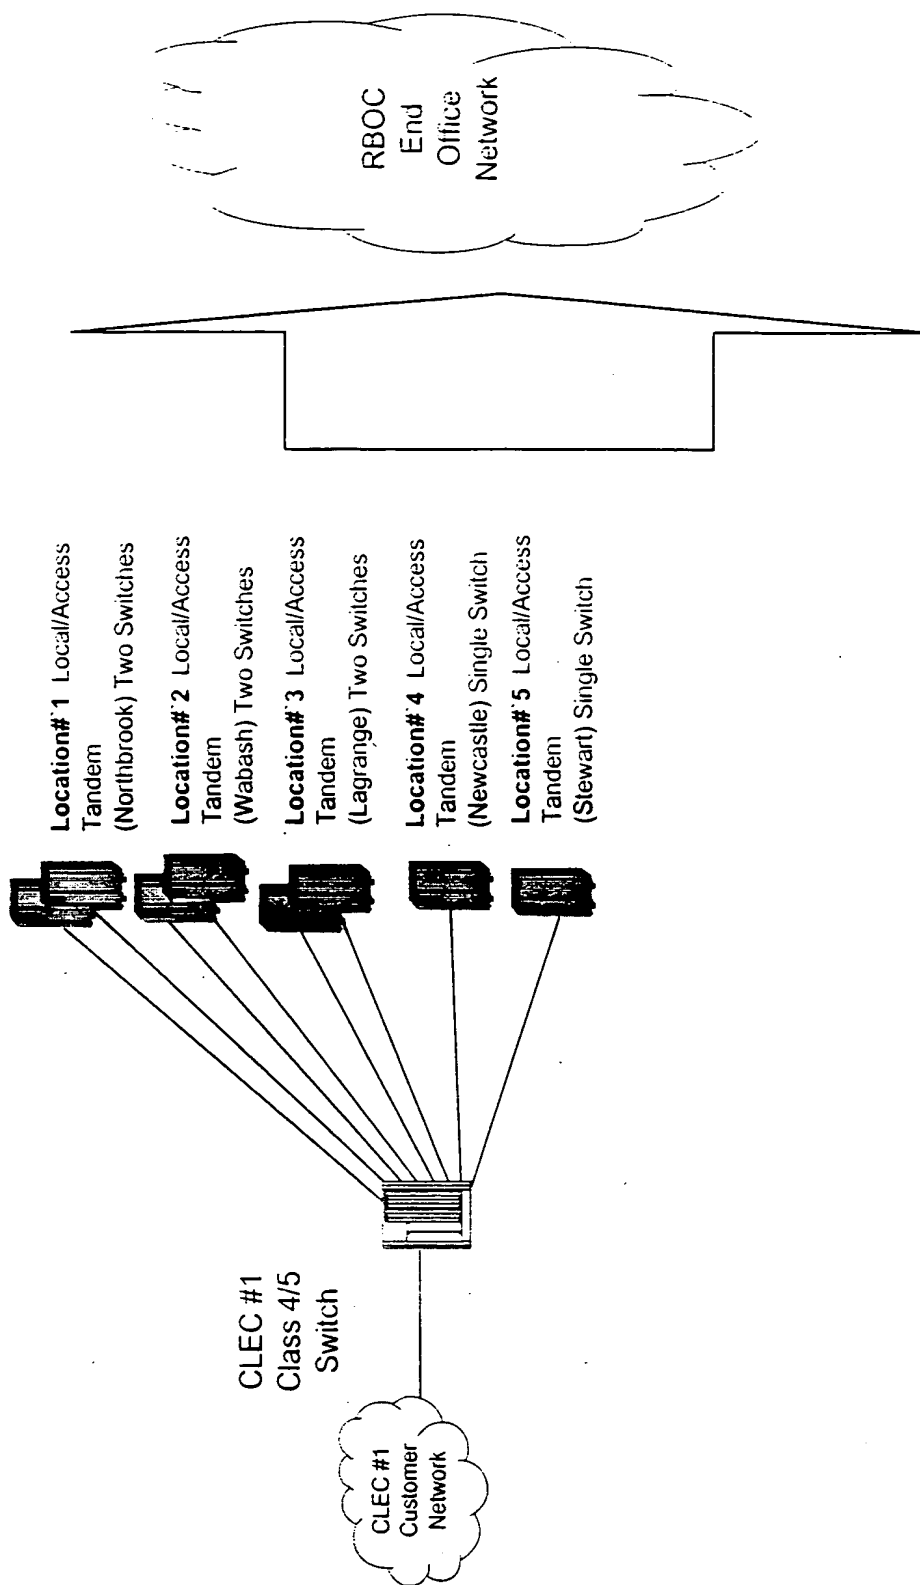 RBOC
End
Office
Network
Location# 1 Local/Access
Tandem
(Northbrook) Two Switches
Location# 2 Local/Access
Tandem
(Wabash) Two Switches
Location# 3 Local/Access
Tandem
(Lagrange) Two Switches
Location# 4 Local/Access
Tandem
(Newcastle) Single Switch
Location# 5 Local/Access
Tandem
(Stewart) Single Switch
CLEC #1
Class 4/5
Switch
CLEC #1
Customer
Network